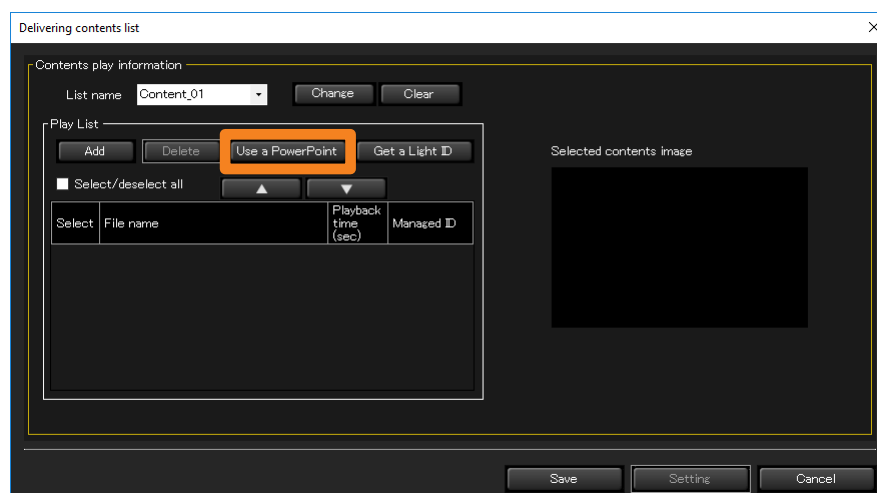 Delivering contents list
Contents play information
List name Content_01 Change Clear
Play List
Add Delete Use a PowerPoint Get a Light ID
Selected contents image
Select/deselect all ▲ ▼
Select File name Playback time (sec) Managed ID
Save Setting Cancel